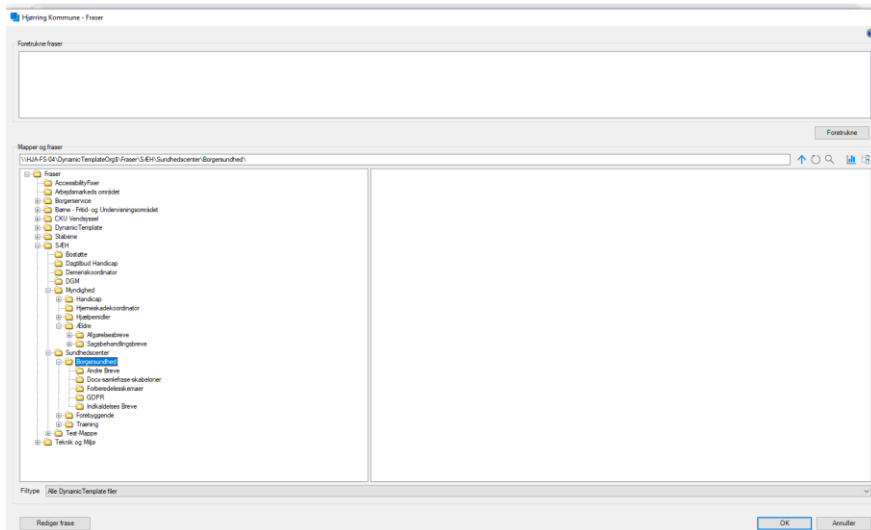 Hjørring Kommune - Fraser
Foretrukne fraser
Foretrukne
Mapper og fraser
\\HJA-FS-04\DynamicTemplateOrg$\Fraser\SÆH\Sundhedscenter\Borgersundhed\
Fraser
AccessibilityFixer
Arbejdsmarkeds området
Borgerservice
Børne - Fritid- og Undervisningsområdet
CKU Vendsyssel
DynamicTemplate
Stabene
SÆH
Bostøtte
Dagtilbud Handicap
Demenskoordinator
DGM
Myndighed
Handicap
Hjerneskadekoordinator
Hjælpemidler
Ældre
Afgørelsesbreve
Sagsbehandlingsbreve
Sundhedscenter
Borgersundhed
Andre Breve
Docx-samlefrase-skabeloner
Forberedelsesskemaer
GDPR
Indkaldelses Breve
Forebyggende
Træning
Test-Mappe
Teknik og Miljø
Filtype Alle DynamicTemplate filer
Rediger frase OK Annuller